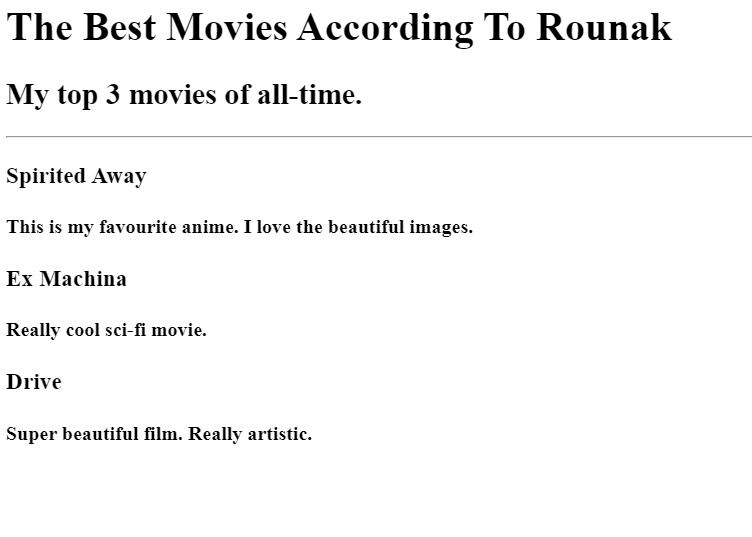 The Best Movies According To Rounak
My top 3 movies of all-time.
Spirited Away
This is my favourite anime. I love the beautiful images.
Ex Machina
Really cool sci-fi movie.
Drive
Super beautiful film. Really artistic.